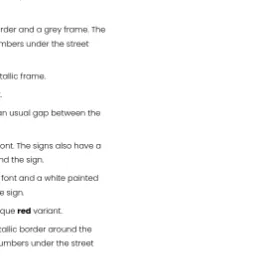 rder and a grey frame. The
mbers under the street
tallic frame.
.
an usual gap between the
ont. The signs also have a
nd the sign.
font and a white painted
e sign.
que red variant.
tallic border around the
umbers under the street